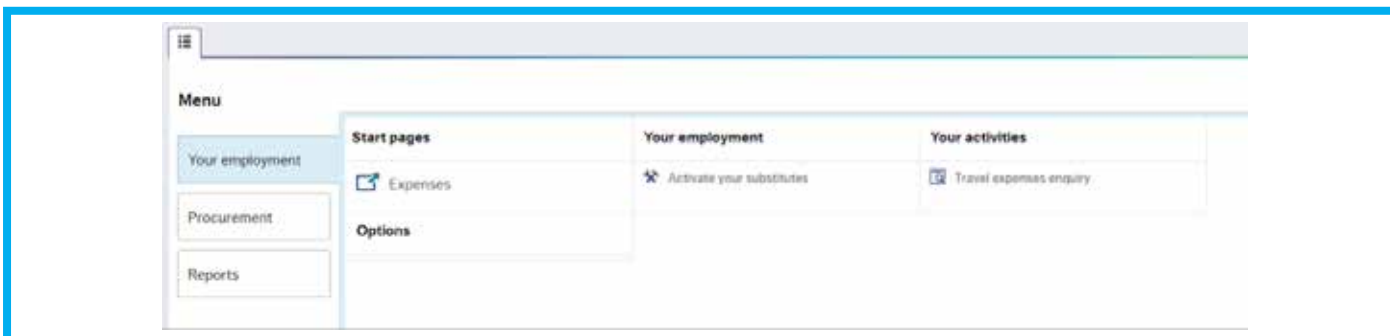 Menu
Your employment
Procurement
Reports
Start pages
Expenses
Options
Your employment
Activate your substitutes
Your activities
Travel expenses enquiry